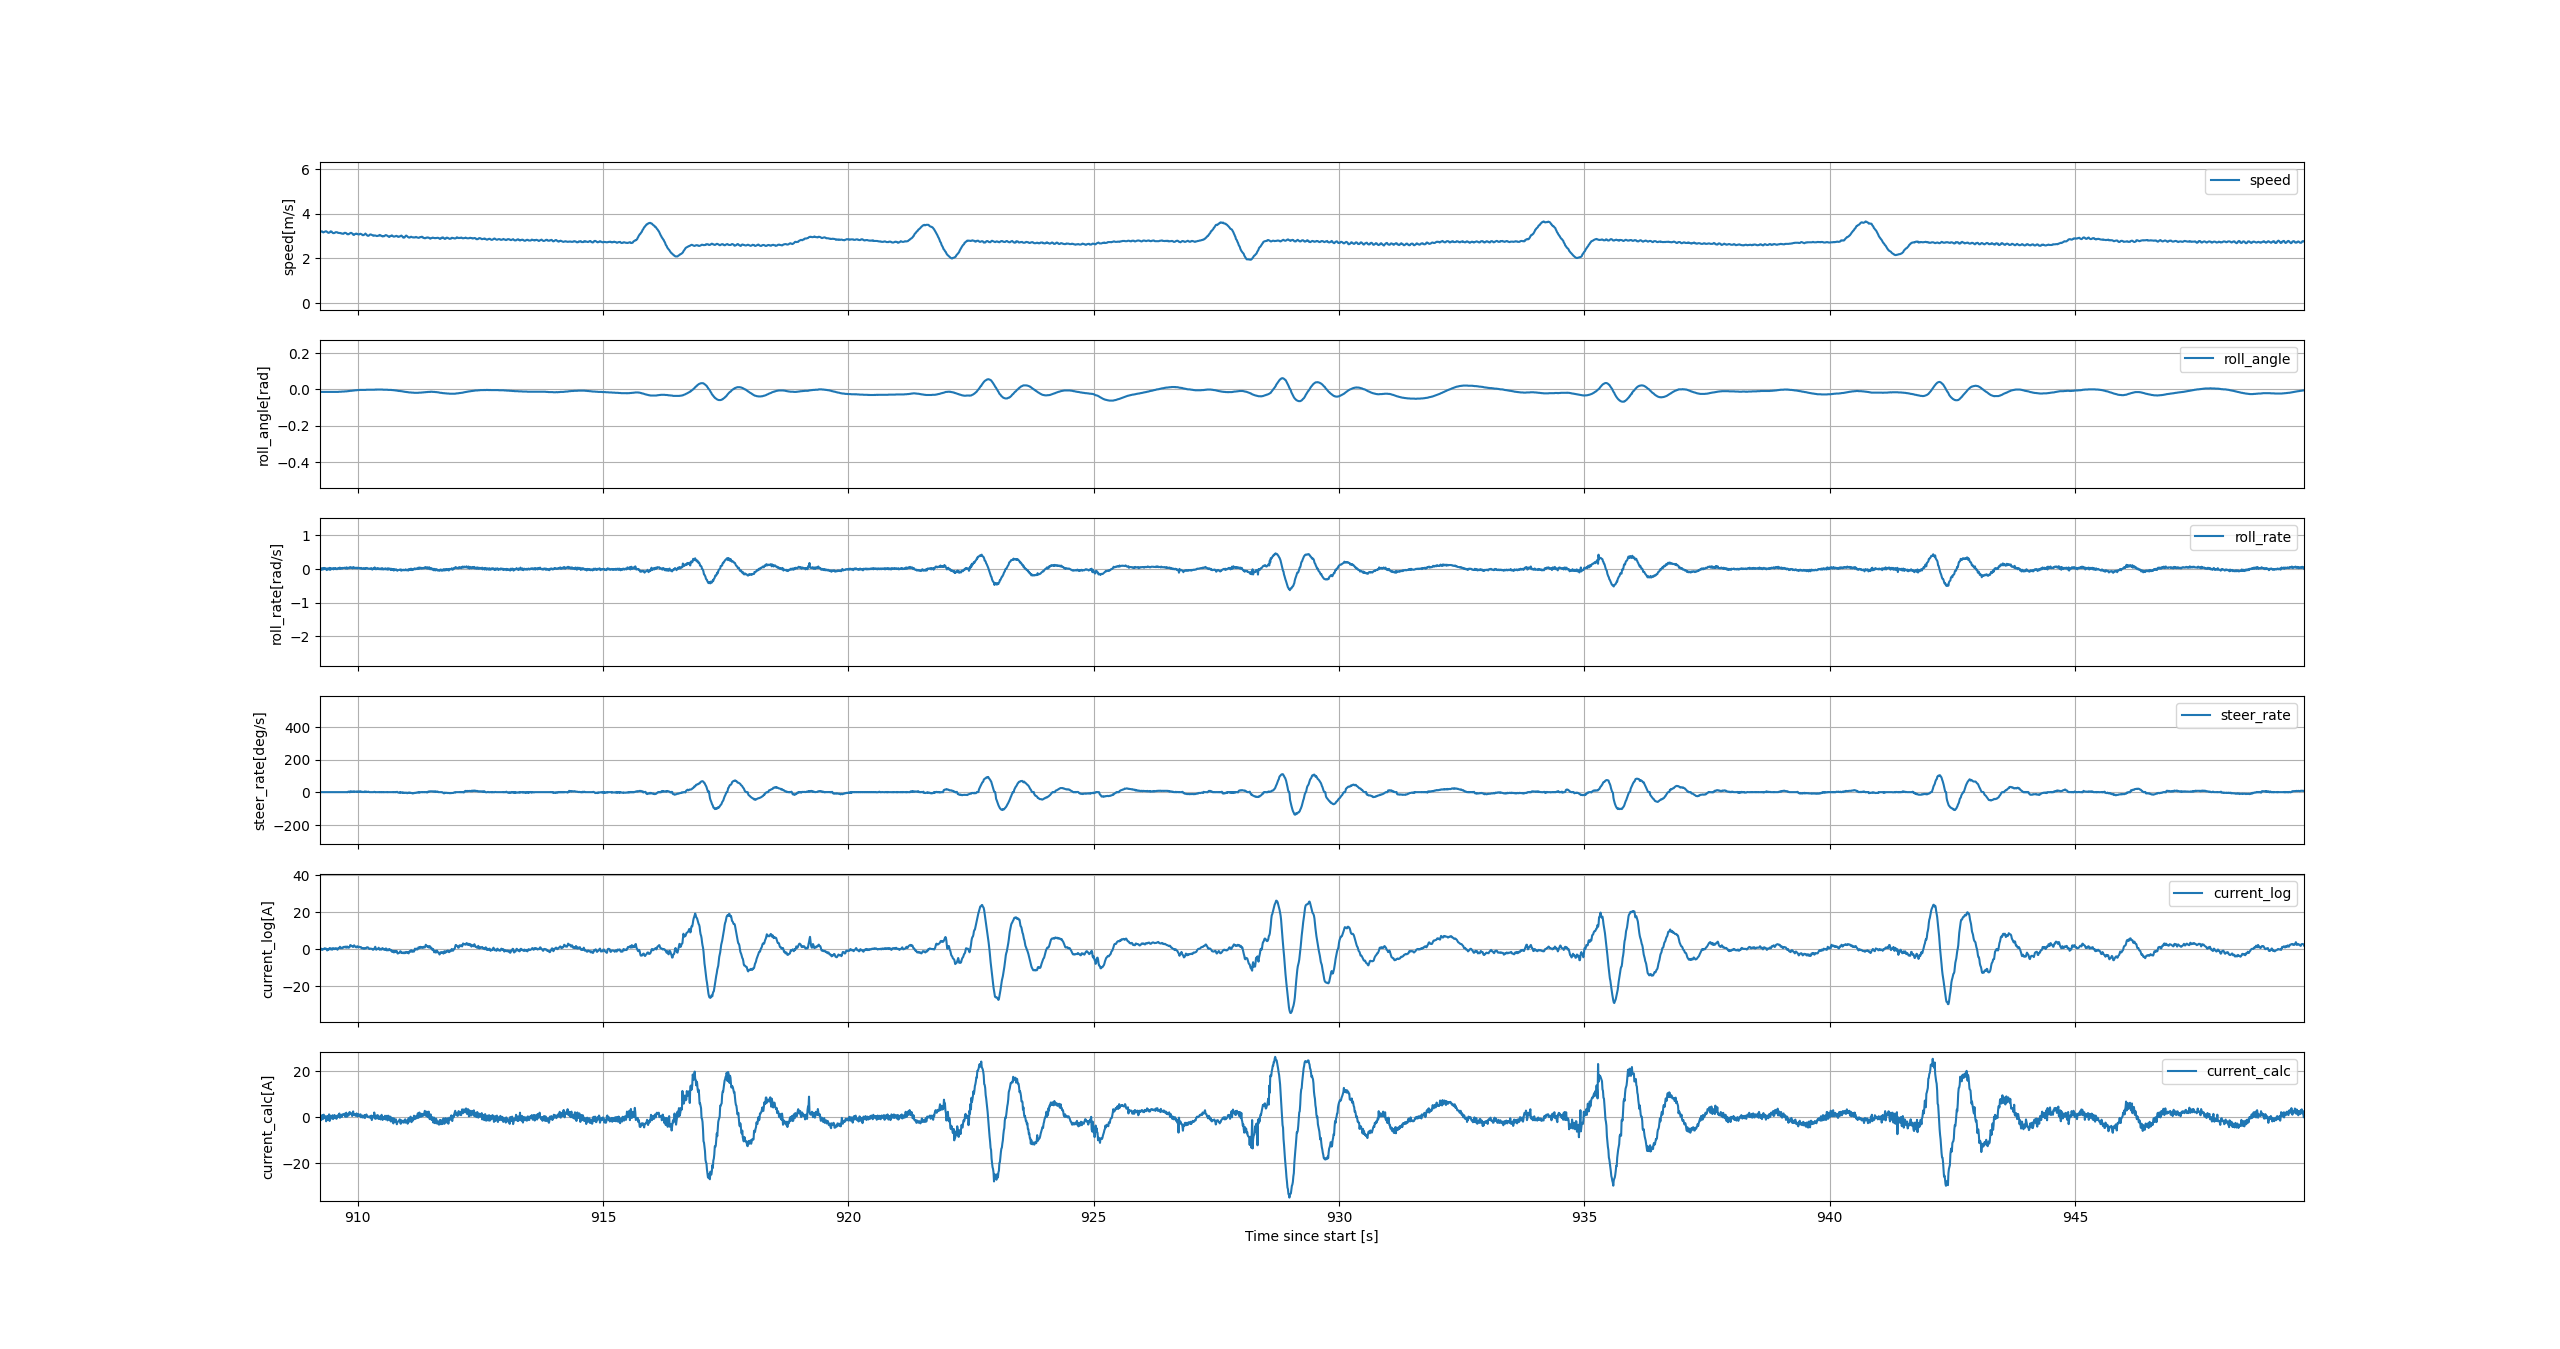 speed[m/s]
6
4
2
0
speed
roll_angle[rad]
0.2
0.0
−0.2
−0.4
roll_angle
roll_rate[rad/s]
1
0
−1
−2
roll_rate
steer_rate[deg/s]
400
200
0
−200
steer_rate
current_log[A]
40
20
0
−20
current_log
current_calc[A]
20
0
−20
current_calc
910 915 920 925 930 935 940 945
Time since start [s]